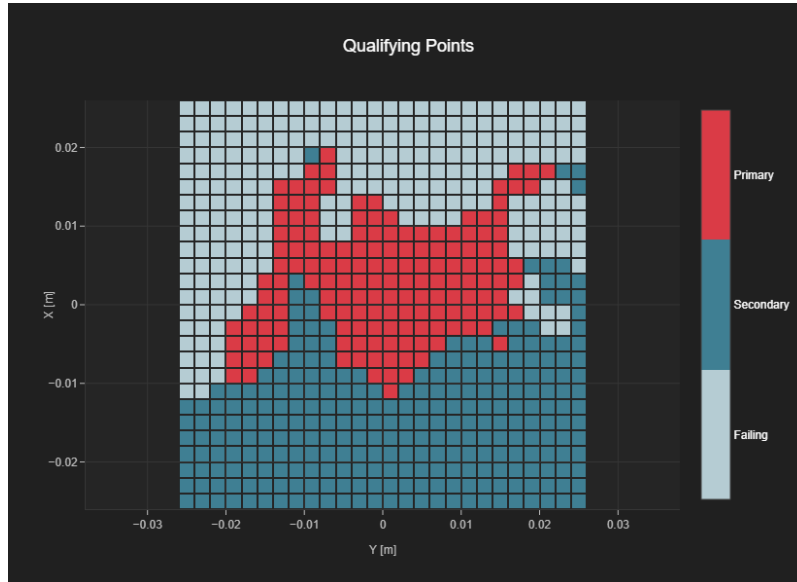 Qualifying Points
0.02
0.01
0
−0.01
−0.02
X [m]
−0.03
−0.02
−0.01
0
0.01
0.02
0.03
Y [m]
Primary
Secondary
Failing